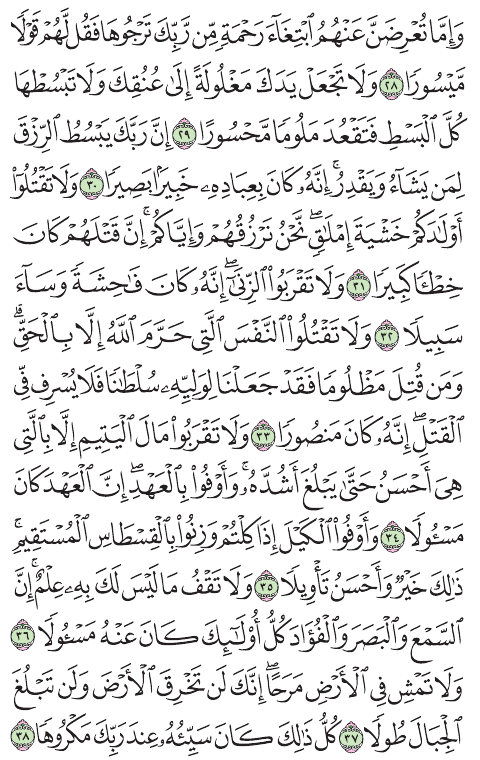 وَإِمَّا تُعْرِضَنَّ عَنْهُمُ ٱبْتِغَآءَ رَحْمَةٍ مِّن رَّبِّكَ تَرْجُوهَا فَقُل لَّهُمْ قَوْلًا
مَّيْسُورًا ٢٨ وَلَا تَجْعَلْ يَدَكَ مَغْلُولَةً إِلَىٰ عُنُقِكَ وَلَا تَبْسُطْهَا
كُلَّ ٱلْبَسْطِ فَتَقْعُدَ مَلُومًا مَّحْسُورًا ٢٩ إِنَّ رَبَّكَ يَبْسُطُ ٱلرِّزْقَ
لِمَن يَشَآءُ وَيَقْدِرُ ۚ إِنَّهُۥ كَانَ بِعِبَادِهِۦ خَبِيرًۢا بَصِيرًا ٣٠ وَلَا تَقْتُلُوٓا۟
أَوْلَـٰدَكُمْ خَشْيَةَ إِمْلَـٰقٍ ۖ نَّحْنُ نَرْزُقُهُمْ وَإِيَّاكُمْ ۚ إِنَّ قَتْلَهُمْ كَانَ
خِطْـًٔا كَبِيرًا ٣١ وَلَا تَقْرَبُوا۟ ٱلزِّنَىٰٓ ۖ إِنَّهُۥ كَانَ فَـٰحِشَةً وَسَآءَ
سَبِيلًا ٣٢ وَلَا تَقْتُلُوا۟ ٱلنَّفْسَ ٱلَّتِى حَرَّمَ ٱللَّهُ إِلَّا بِٱلْحَقِّ ۗ
وَمَن قُتِلَ مَظْلُومًا فَقَدْ جَعَلْنَا لِوَلِيِّهِۦ سُلْطَـٰنًا فَلَا يُسْرِف فِّى
ٱلْقَتْلِ ۖ إِنَّهُۥ كَانَ مَنصُورًا ٣٣ وَلَا تَقْرَبُوا۟ مَالَ ٱلْيَتِيمِ إِلَّا بِٱلَّتِى
هِىَ أَحْسَنُ حَتَّىٰ يَبْلُغَ أَشُدَّهُۥ ۚ وَأَوْفُوا۟ بِٱلْعَهْدِ ۖ إِنَّ ٱلْعَهْدَ كَانَ
مَسْـُٔولًا ٣٤ وَأَوْفُوا۟ ٱلْكَيْلَ إِذَا كِلْتُمْ وَزِنُوا۟ بِٱلْقِسْطَاسِ ٱلْمُسْتَقِيمِ ۚ
ذَٰلِكَ خَيْرٌ وَأَحْسَنُ تَأْوِيلًا ٣٥ وَلَا تَقْفُ مَا لَيْسَ لَكَ بِهِۦ عِلْمٌ ۚ إِنَّ
ٱلسَّمْعَ وَٱلْبَصَرَ وَٱلْفُؤَادَ كُلُّ أُو۟لَـٰٓئِكَ كَانَ عَنْهُ مَسْـُٔولًا ٣٦
وَلَا تَمْشِ فِى ٱلْأَرْضِ مَرَحًا ۖ إِنَّكَ لَن تَخْرِقَ ٱلْأَرْضَ وَلَن تَبْلُغَ
ٱلْجِبَالَ طُولًا ٣٧ كُلُّ ذَٰلِكَ كَانَ سَيِّئُهُۥ عِندَ رَبِّكَ مَكْرُوهًا ٣٨